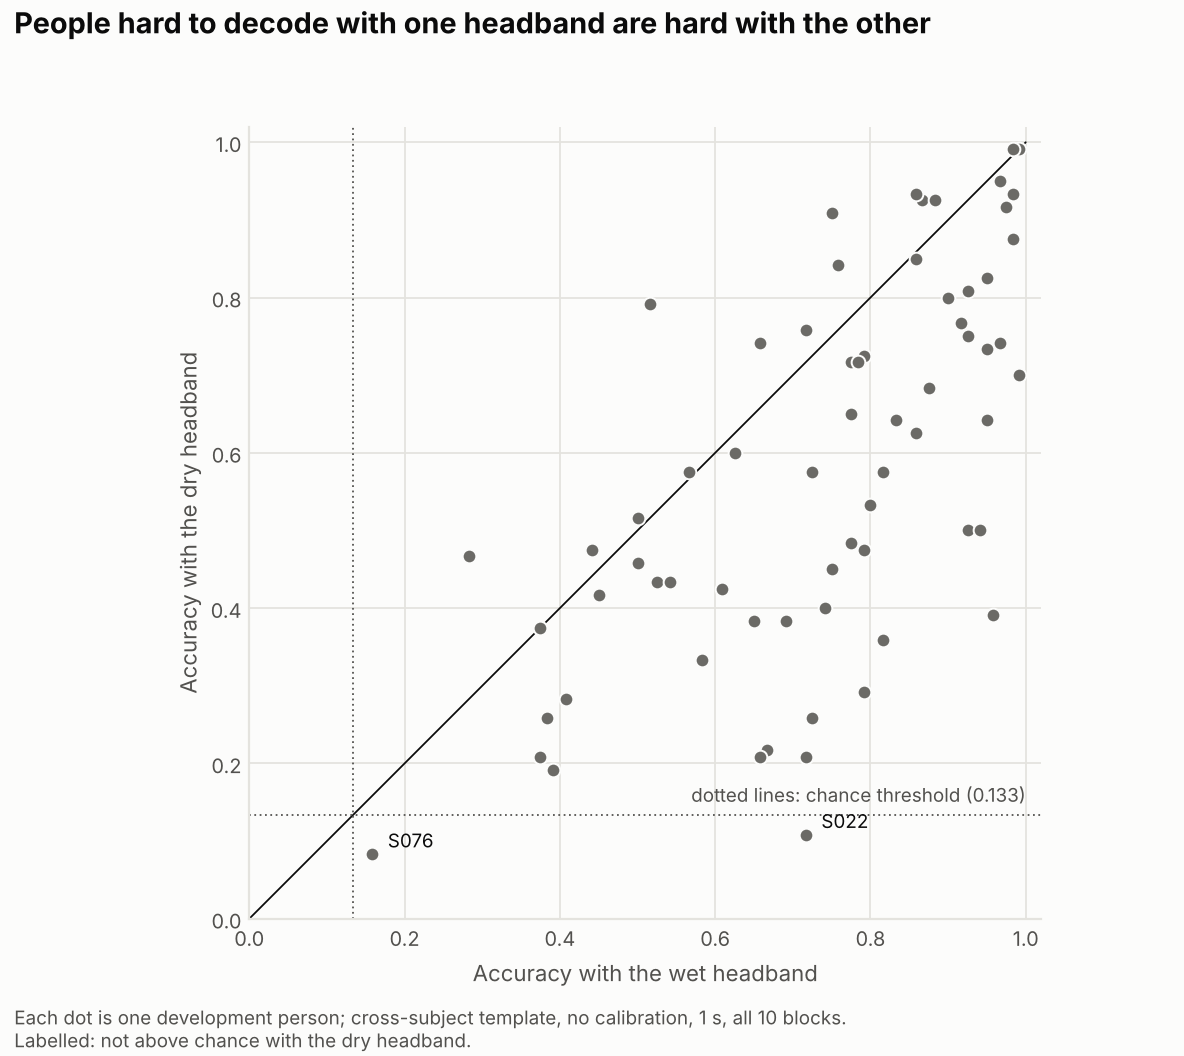 People hard to decode with one headband are hard with the other
1.0
0.8
0.6
0.4
0.2
0.0
Accuracy with the dry headband
dotted lines: chance threshold (0.133)
S022
S076
0.0 0.2 0.4 0.6 0.8 1.0
Accuracy with the wet headband
Each dot is one development person; cross-subject template, no calibration, 1 s, all 10 blocks.
Labelled: not above chance with the dry headband.